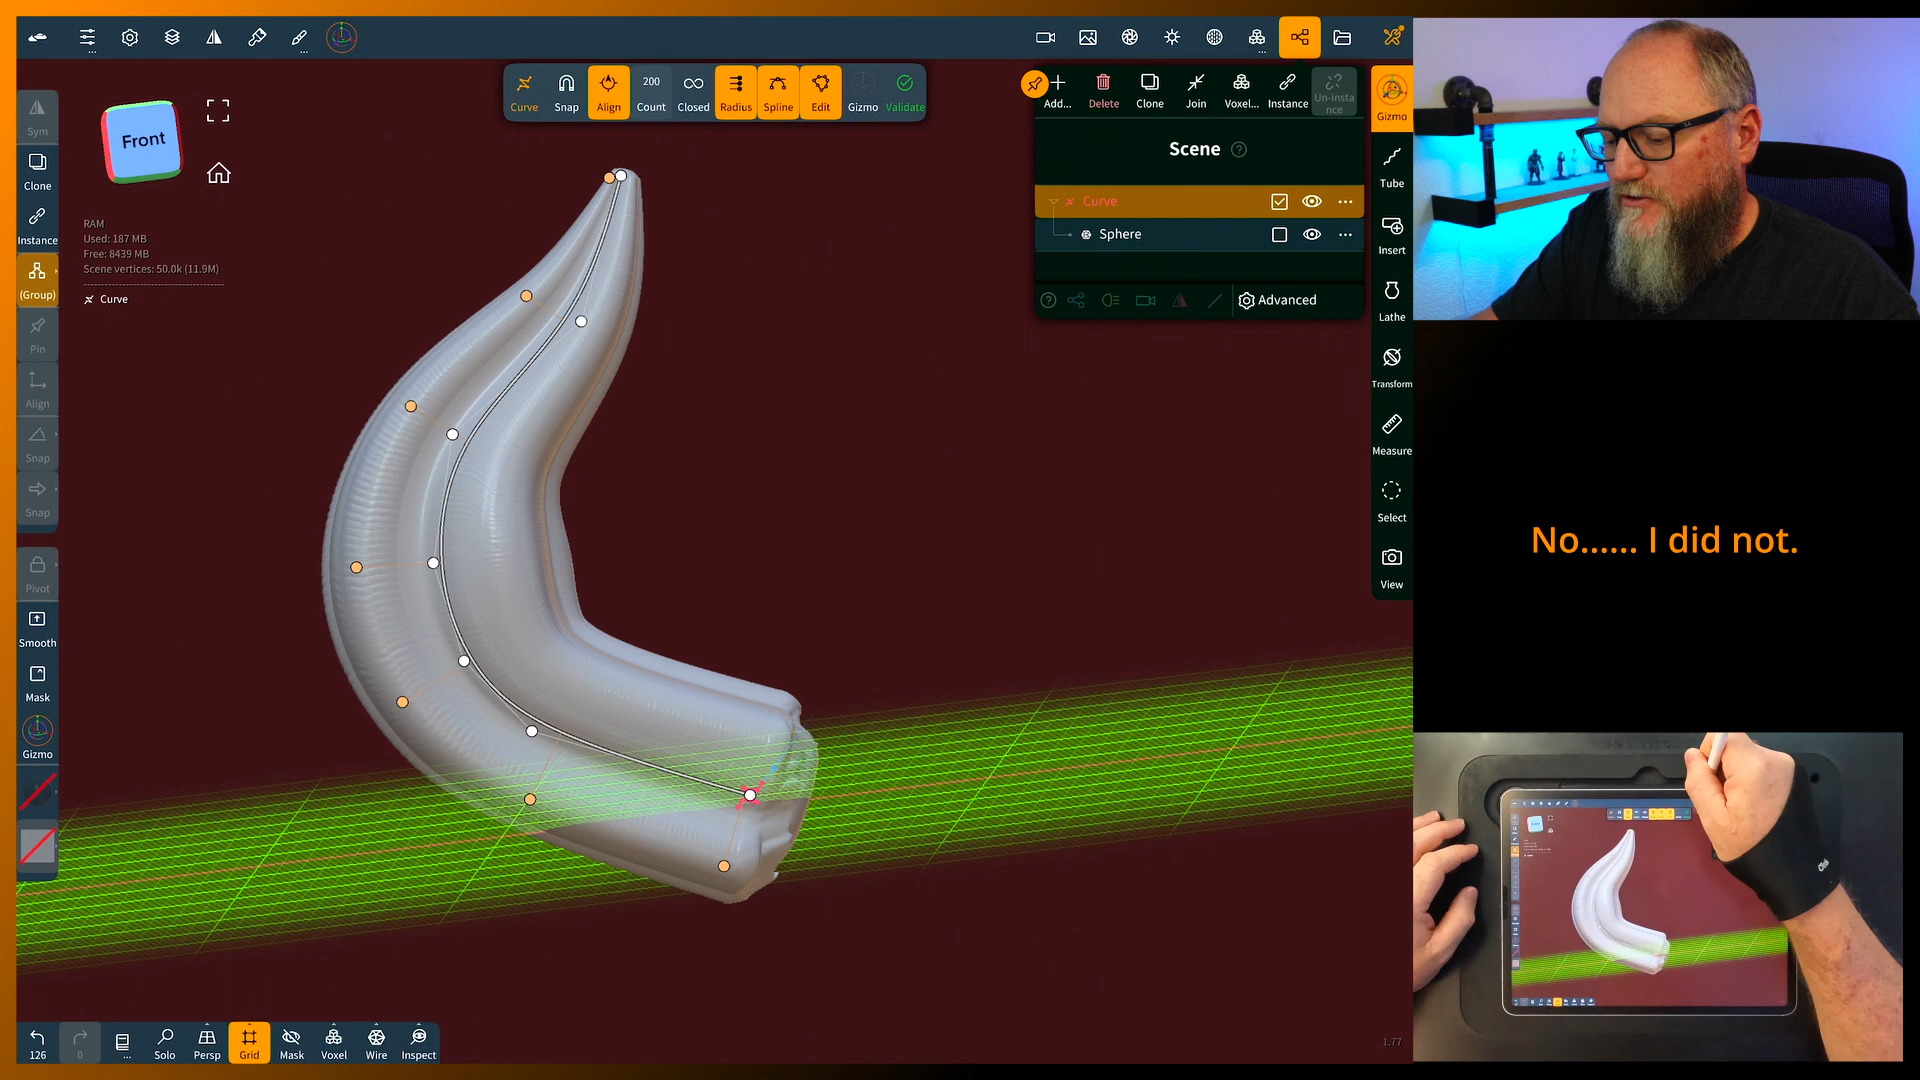 Curve
Snap
Align
200
Count
Closed
Radius
Spline
Edit
Gizmo
Validate
Add...
Delete
Clone
Join
Voxel...
Instance
Un-insta
nce
Scene
Curve
Sphere
Advanced
Front
RAM
Used: 187 MB
Free: 8439 MB
Scene vertices: 50.0k (11.9M)
Curve
Sym
Clone
Instance
(Group)
Pin
Align
Snap
Snap
Pivot
Smooth
Mask
Gizmo
Gizmo
Tube
Insert
Lathe
Transform
Measure
Select
View
No...... I did not.
126
0
...
Solo
Persp
Grid
Mask
Voxel
Wire
Inspect
1.77